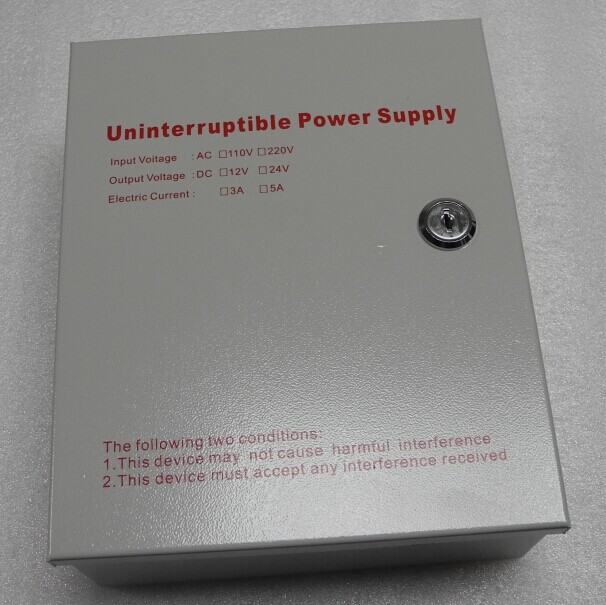 Uninterruptible Power Supply
Input Voitage : AC ☐110V ☐220V
Output Voltage : DC ☐12V ☐24V
Electric Current : ☐3A ☐5A
The following two conditions:
1.This device may not cause harmful interference
2.This device must accept any interference received